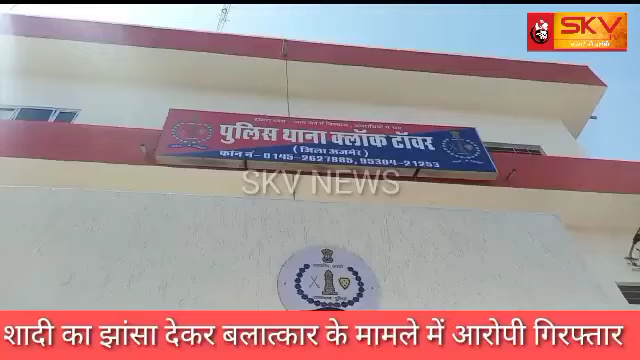 SKV
पुलिस थाना क्लॉक टॉवर
( जिला अजमेर )
फोन नं - 0145-2627885, 95304-21253
SKV NEWS
शादी का झांसा देकर बलात्कार के मामले में आरोपी गिरफ्तार